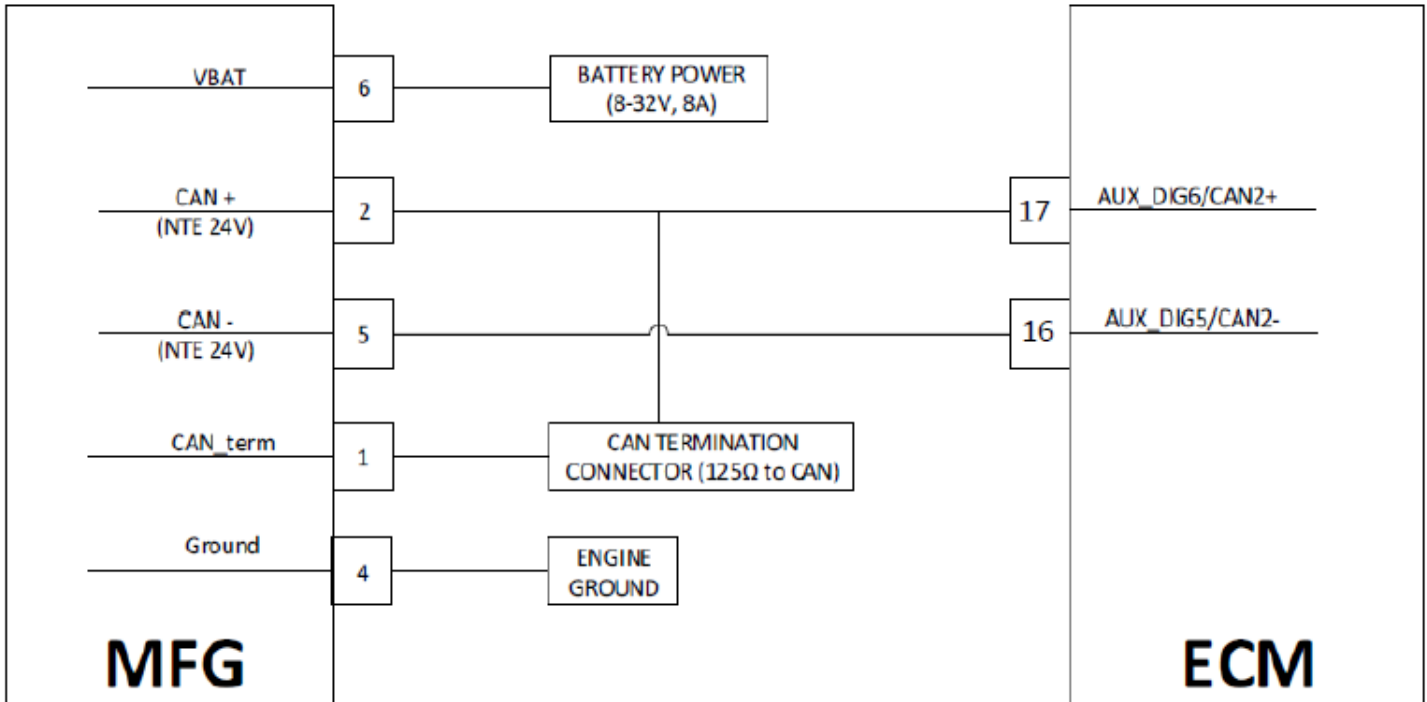 VBAT
6
BATTERY POWER
(8-32V, 8A)
CAN +
(NTE 24V)
2
17
AUX_DIG6/CAN2+
CAN -
(NTE 24V)
5
16
AUX_DIG5/CAN2-
CAN_term
1
CAN TERMINATION
CONNECTOR (125Ω to CAN)
Ground
4
ENGINE
GROUND
MFG
ECM